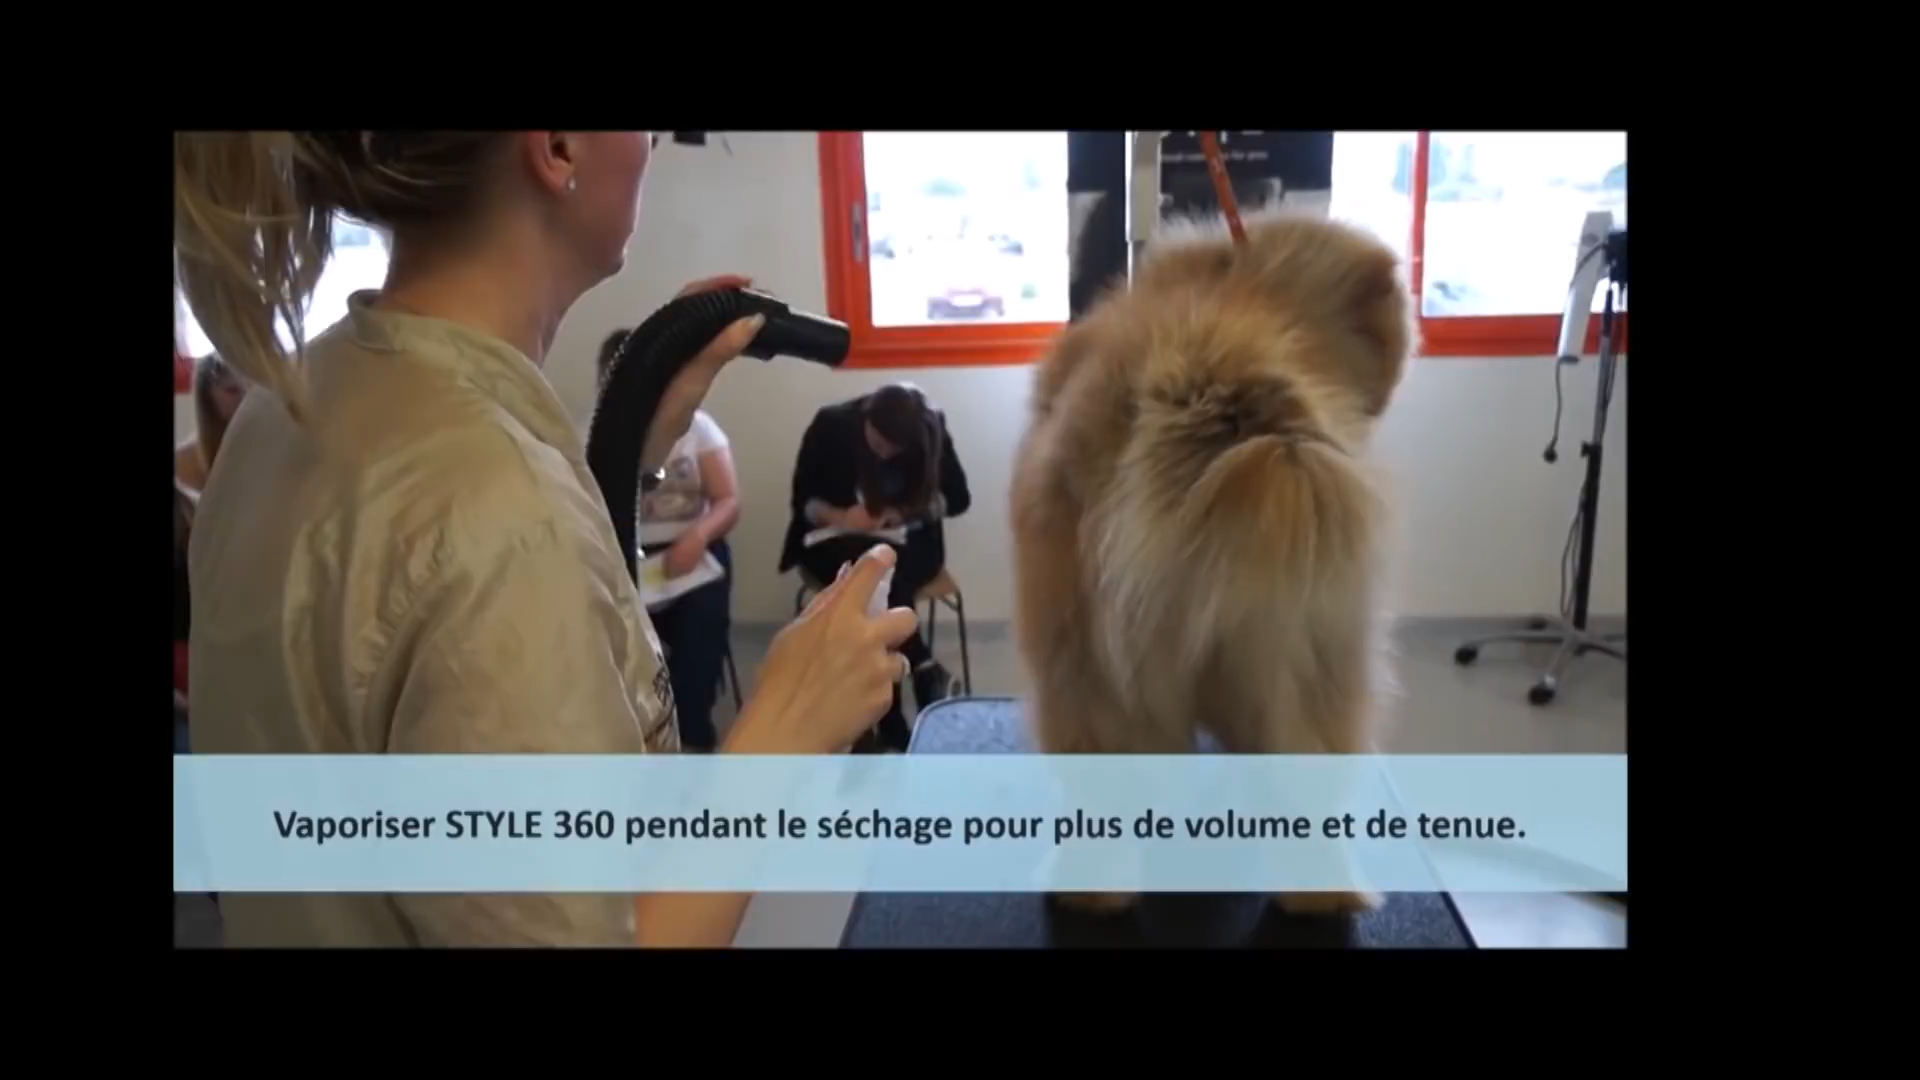 Vaporiser STYLE 360 pendant le séchage pour plus de volume et de tenue.